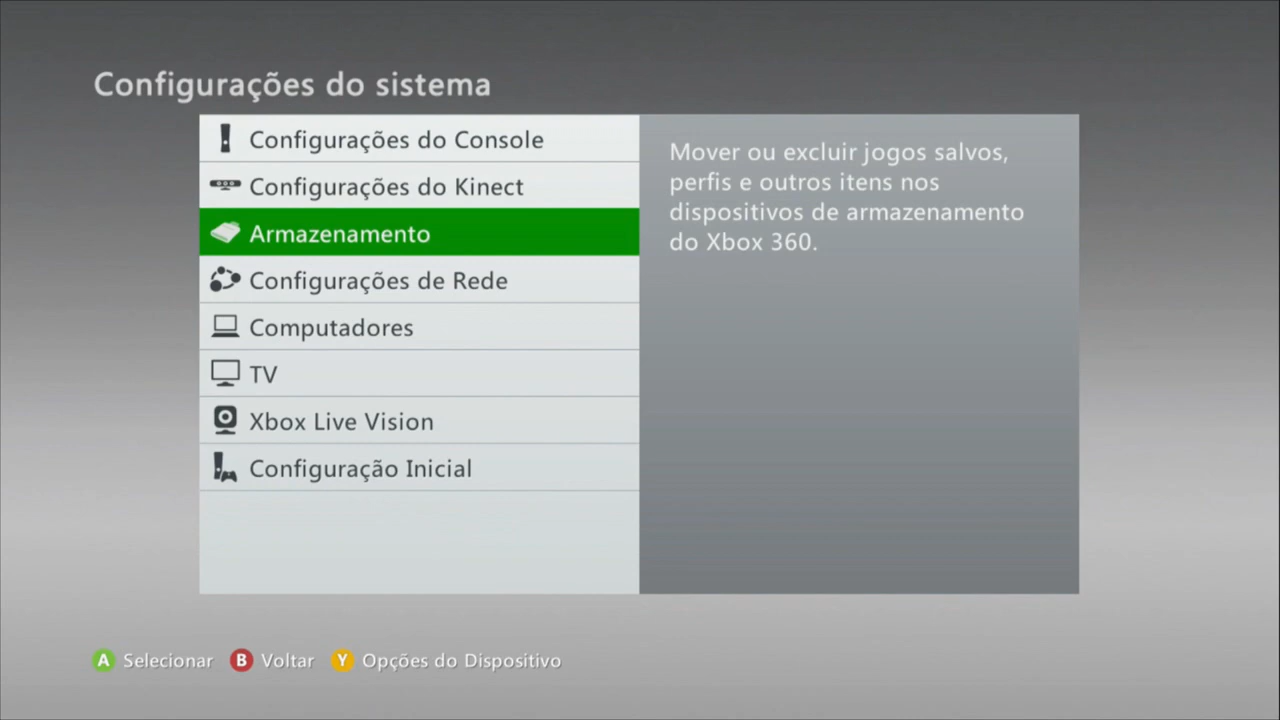 Configurações do sistema
Configurações do Console
Configurações do Kinect
Armazenamento
Configurações de Rede
Computadores
TV
Xbox Live Vision
Configuração Inicial
Mover ou excluir jogos salvos,
perfis e outros itens nos
dispositivos de armazenamento
do Xbox 360.
A Selecionar B Voltar Y Opções do Dispositivo